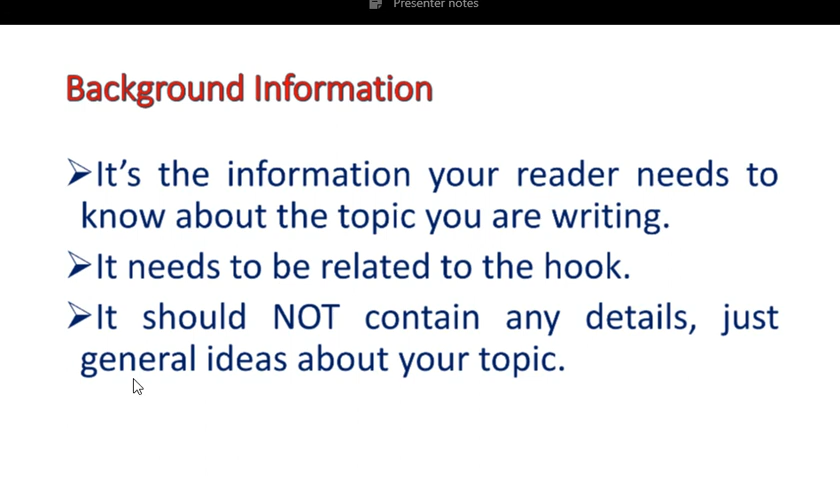 Presenter notes
Background Information
➢It's the information your reader needs to
know about the topic you are writing.
➢It needs to be related to the hook.
➢It should NOT contain any details, just
general ideas about your topic.